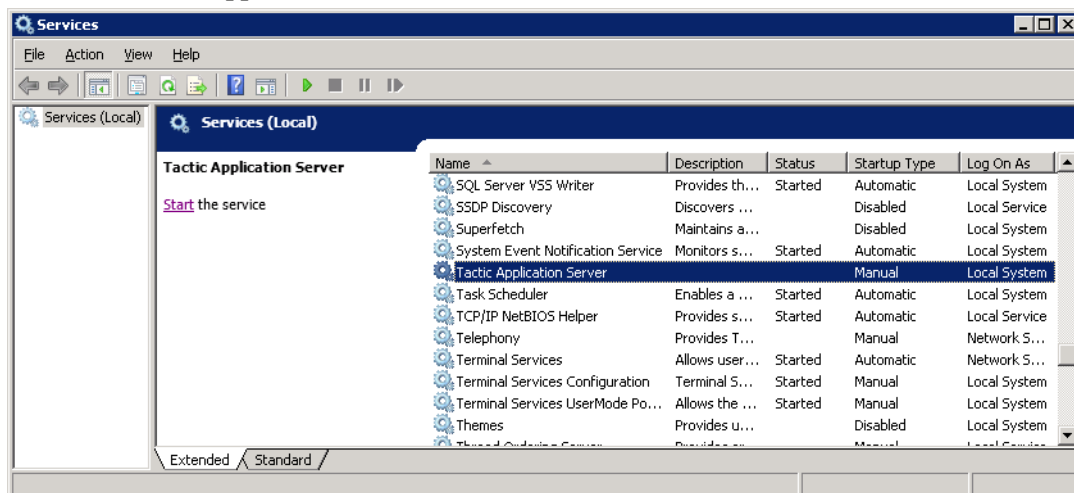 Services
File Action View Help
Services (Local)
Services (Local)
Tactic Application Server
Start the service
Name Description Status Startup Type Log On As
SQL Server VSS Writer Provides th... Started Automatic Local System
SSDP Discovery Discovers ... Disabled Local Service
Superfetch Maintains a... Disabled Local System
System Event Notification Service Monitors s... Started Automatic Local System
Tactic Application Server Manual Local System
Task Scheduler Enables a ... Started Automatic Local System
TCP/IP NetBIOS Helper Provides s... Started Automatic Local Service
Telephony Provides T... Manual Network S...
Terminal Services Allows user... Started Automatic Network S...
Terminal Services Configuration Terminal S... Started Manual Local System
Terminal Services UserMode Po... Allows the ... Started Manual Local System
Themes Provides u... Disabled Local System
Extended Standard